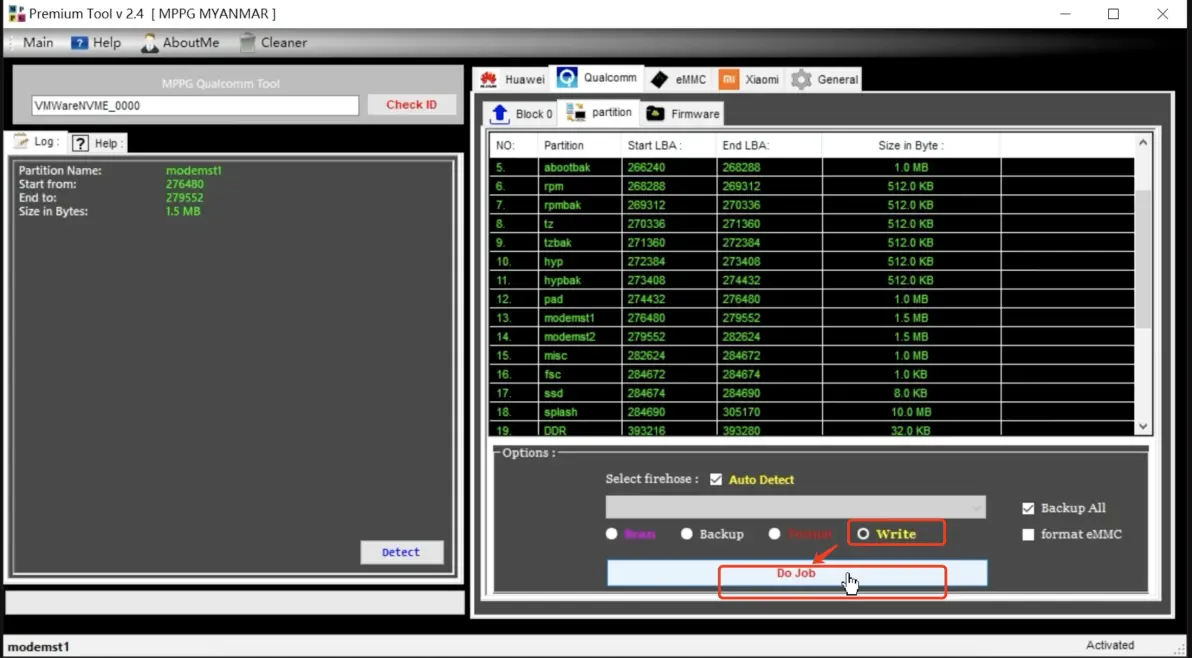 Premium Tool v 2.4 [ MPPG MYANMAR ]
Main Help AboutMe Cleaner
MPPG Qualcomm Tool
VMWareNVME_0000 Check ID
Log : Help :
Partition Name: modemst1
Start from: 276480
End to: 279552
Size in Bytes: 1.5 MB
Detect
Huawei Qualcomm eMMC Xiaomi General
Block 0 partition Firmware
NO: Partition Start LBA : End LBA: Size in Byte :
5. abootbak 266240 268288 1.0 MB
6. rpm 268288 269312 512.0 KB
7. rpmbak 269312 270336 512.0 KB
8. tz 270336 271360 512.0 KB
9. tzbak 271360 272384 512.0 KB
10. hyp 272384 273408 512.0 KB
11. hypbak 273408 274432 512.0 KB
12. pad 274432 276480 1.0 MB
13. modemst1 276480 279552 1.5 MB
14. modemst2 279552 282624 1.5 MB
15. misc 282624 284672 1.0 MB
16. fsc 284672 284674 1.0 KB
17. ssd 284674 284690 8.0 KB
18. splash 284690 305170 10.0 MB
19. DDR 393216 393280 32.0 KB
Options :
Select firehose : Auto Detect
Backup All
Backup Write format eMMC
Do Job
modemst1 Activated